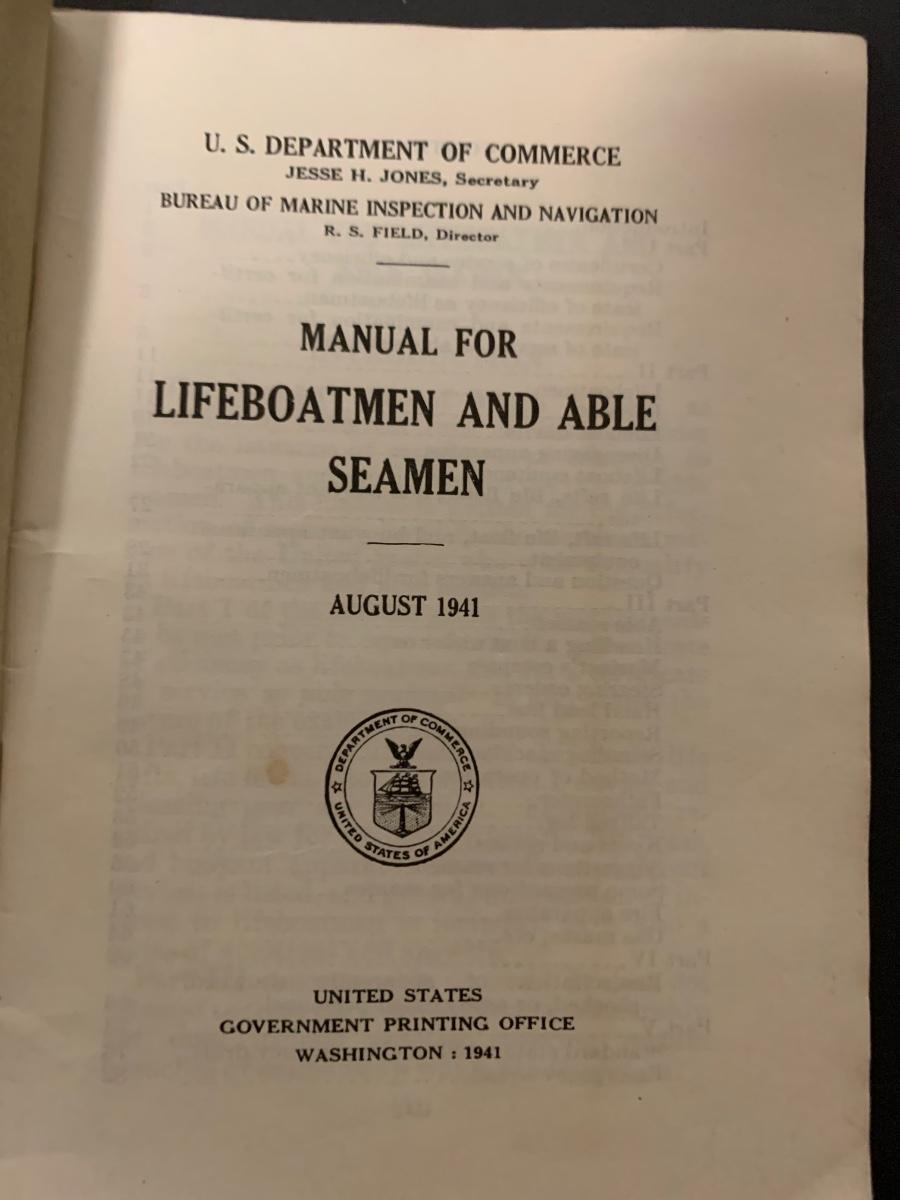 U. S. DEPARTMENT OF COMMERCE
JESSE H. JONES, Secretary
BUREAU OF MARINE INSPECTION AND NAVIGATION
R. S. FIELD, Director
MANUAL FOR
LIFEBOATMEN AND ABLE
SEAMEN
AUGUST 1941
DEPARTMENT OF COMMERCE
UNITED STATES OF AMERICA
UNITED STATES
GOVERNMENT PRINTING OFFICE
WASHINGTON : 1941